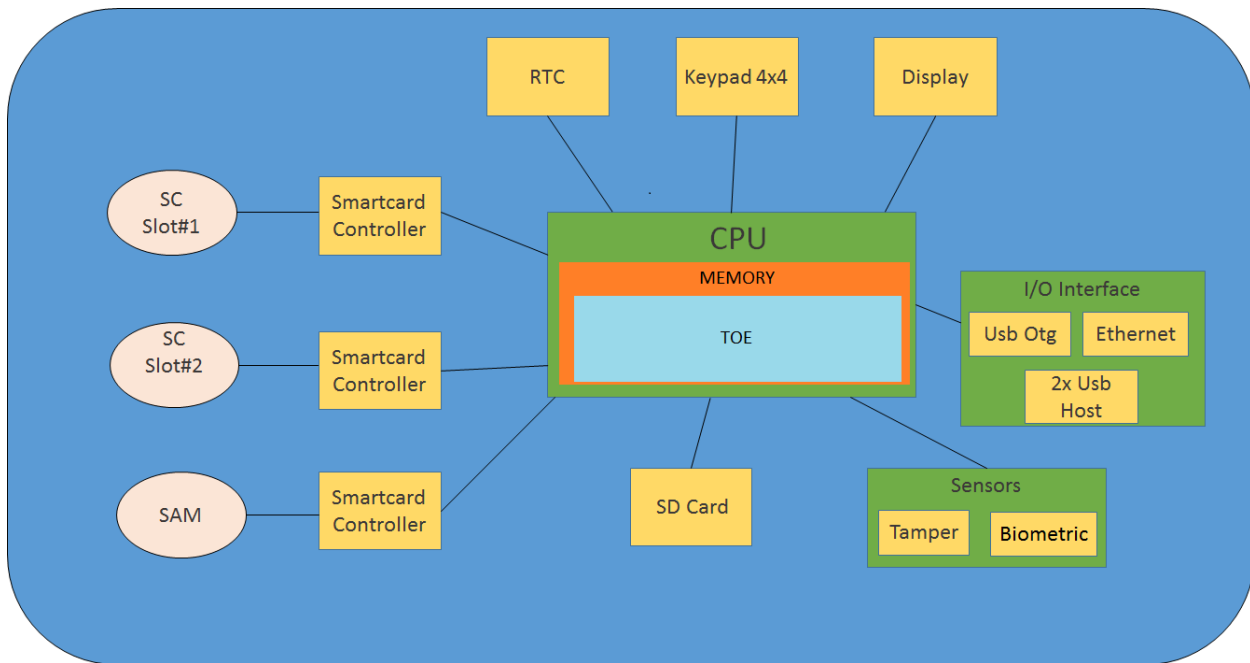 RTC
Keypad 4x4
Display
SC
Slot#1
Smartcard
Controller
CPU
MEMORY
TOE
I/O Interface
Usb Otg
Ethernet
2x Usb
Host
SC
Slot#2
Smartcard
Controller
SAM
Smartcard
Controller
SD Card
Sensors
Tamper
Biometric